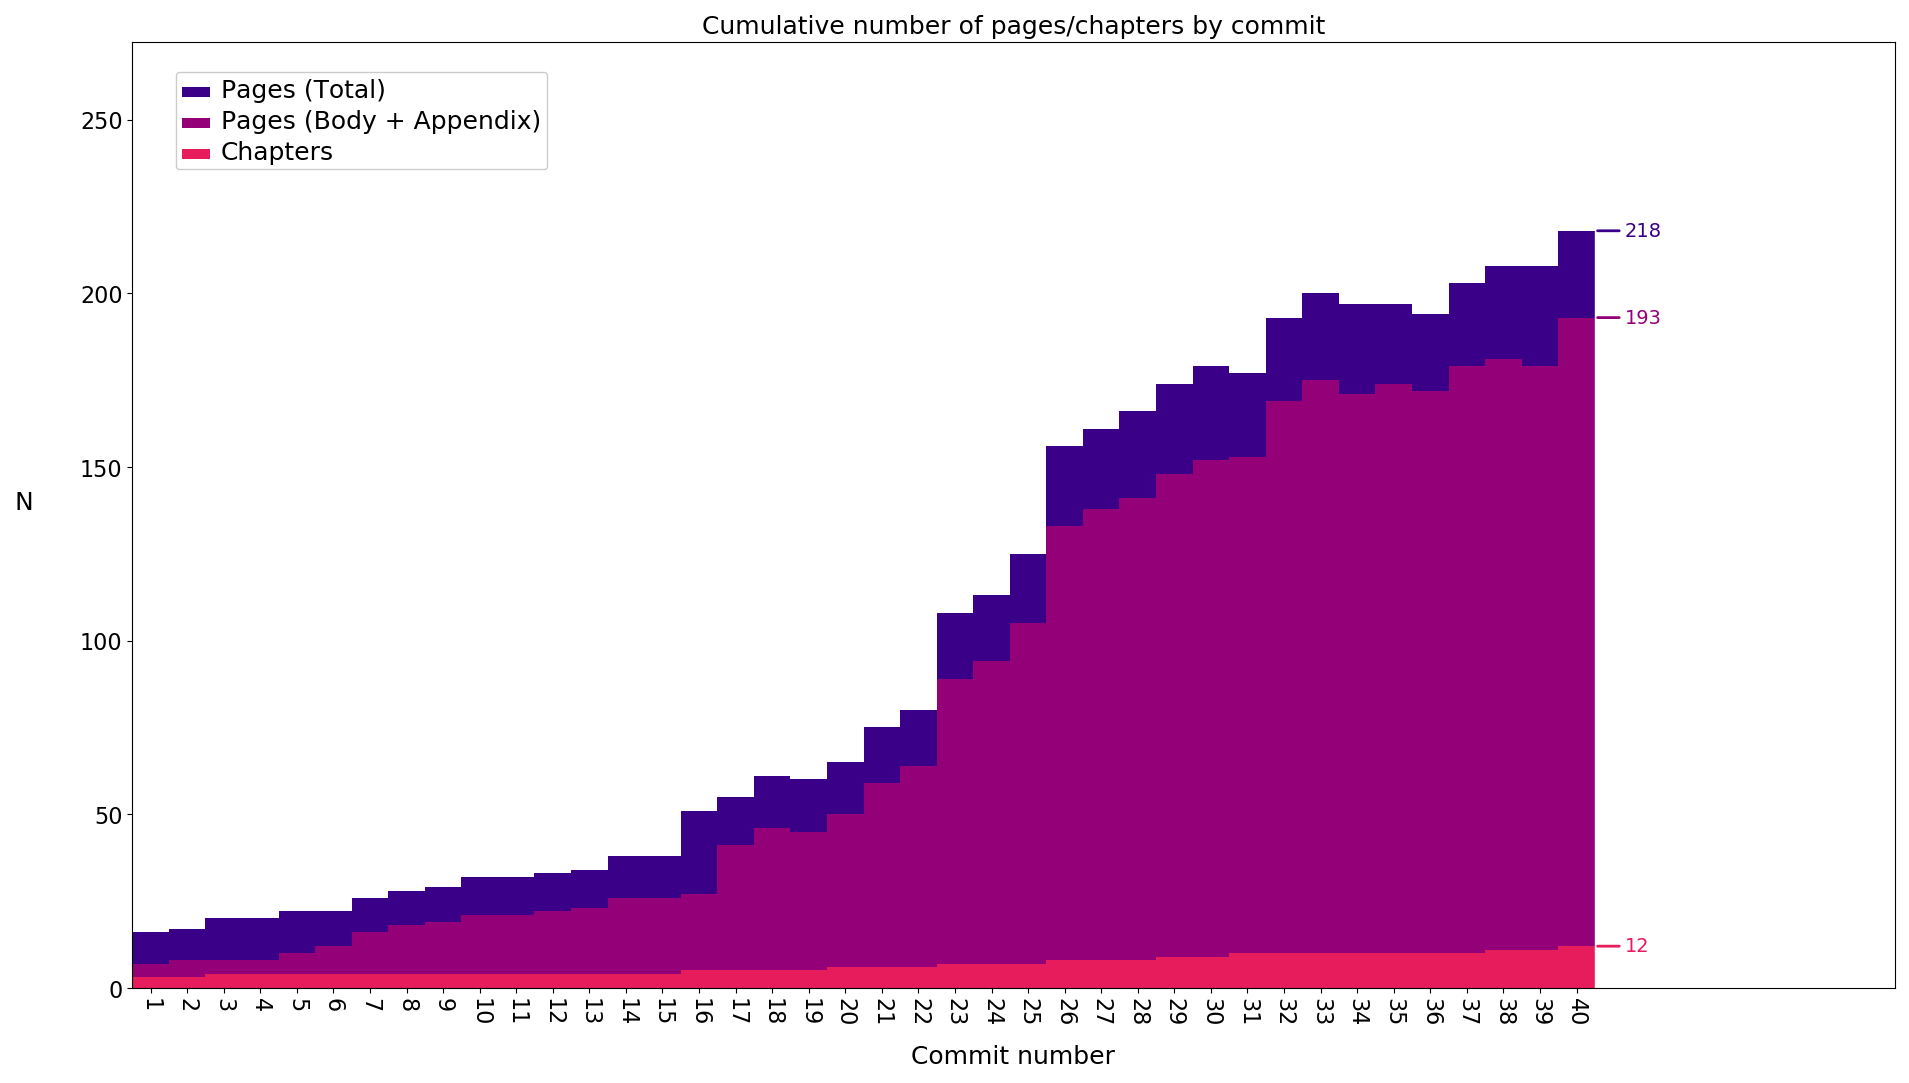 Cumulative number of pages/chapters by commit
Pages (Total)
Pages (Body + Appendix)
Chapters
250
200
150
100
50
0
N
218
193
12
1 2 3 4 5 6 7 8 9 10 11 12 13 14 15 16 17 18 19 20 21 22 23 24 25 26 27 28 29 30 31 32 33 34 35 36 37 38 39 40
Commit number